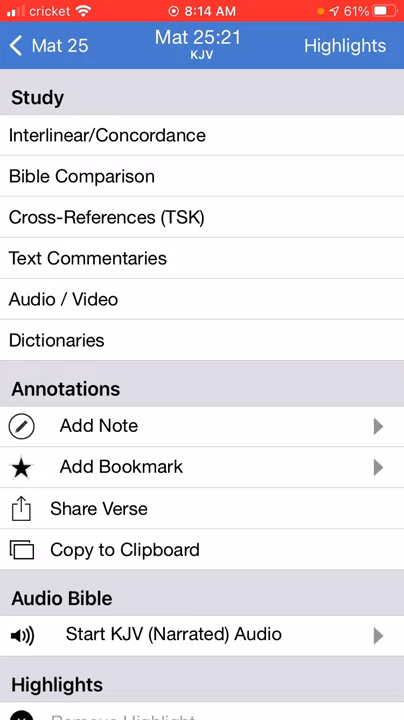 cricket 8:14 AM 61%
Mat 25 Mat 25:21 Highlights
KJV
Study
Interlinear/Concordance
Bible Comparison
Cross-References (TSK)
Text Commentaries
Audio / Video
Dictionaries
Annotations
Add Note
Add Bookmark
Share Verse
Copy to Clipboard
Audio Bible
Start KJV (Narrated) Audio
Highlights
Remove Highlight